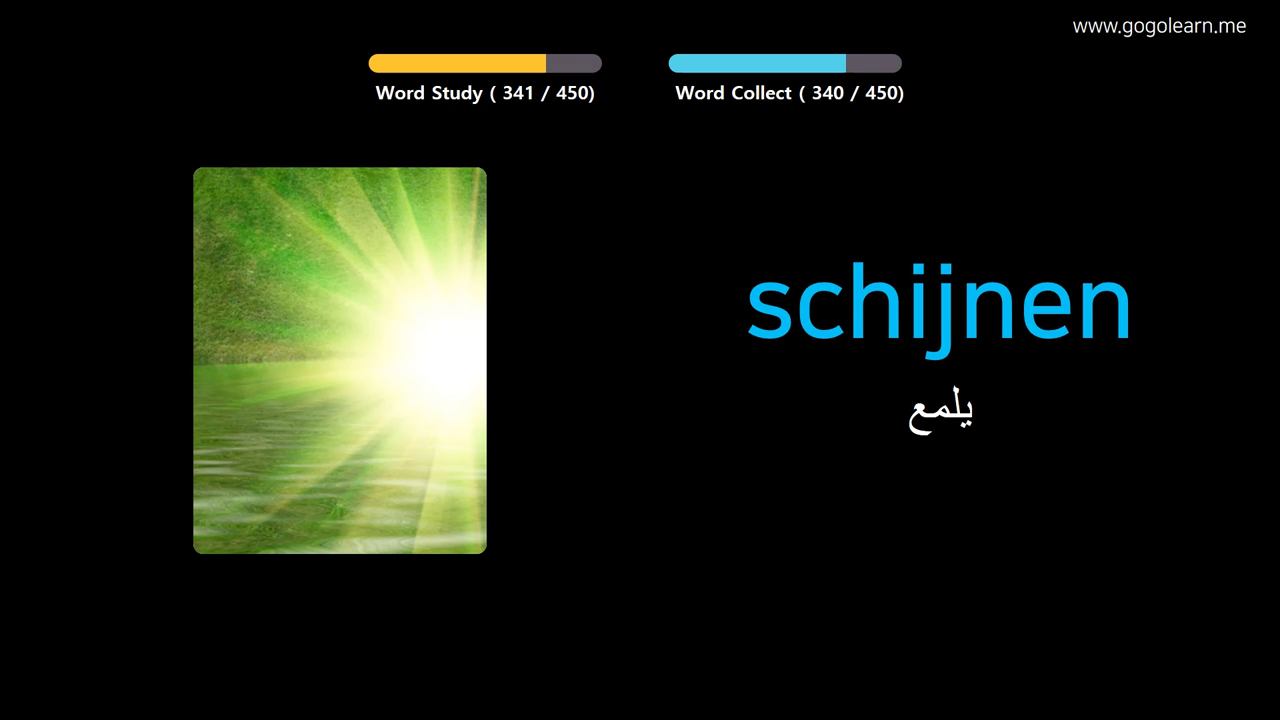 www.gogolearn.me
Word Study ( 341 / 450)
Word Collect ( 340 / 450)
schijnen
يلمع